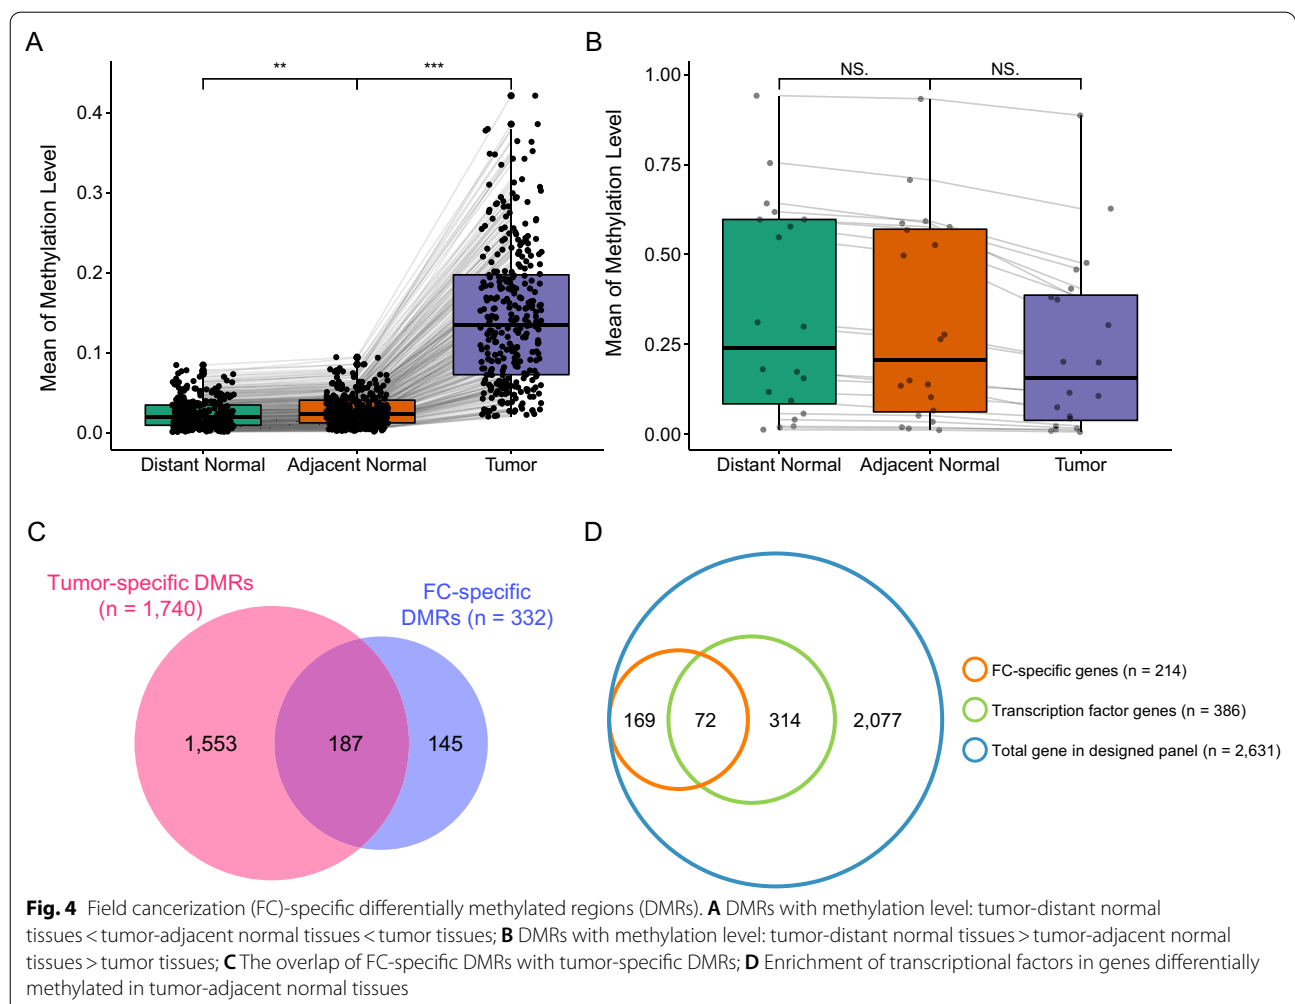 A
**
***
Mean of Methylation Level
0.4
0.3
0.2
0.1
0.0
Distant Normal
Adjacent Normal
Tumor
B
NS.
NS.
Mean of Methylation Level
1.00
0.75
0.50
0.25
0.00
Distant Normal
Adjacent Normal
Tumor
C
Tumor-specific DMRs
(n = 1,740)
FC-specific
DMRs (n = 332)
1,553
187
145
D
169
72
314
2,077
FC-specific genes (n = 214)
Transcription factor genes (n = 386)
Total gene in designed panel (n = 2,631)
Fig. 4 Field cancerization (FC)-specific differentially methylated regions (DMRs). A DMRs with methylation level: tumor-distant normal
tissues < tumor-adjacent normal tissues < tumor tissues; B DMRs with methylation level: tumor-distant normal tissues > tumor-adjacent normal
tissues > tumor tissues; C The overlap of FC-specific DMRs with tumor-specific DMRs; D Enrichment of transcriptional factors in genes differentially
methylated in tumor-adjacent normal tissues